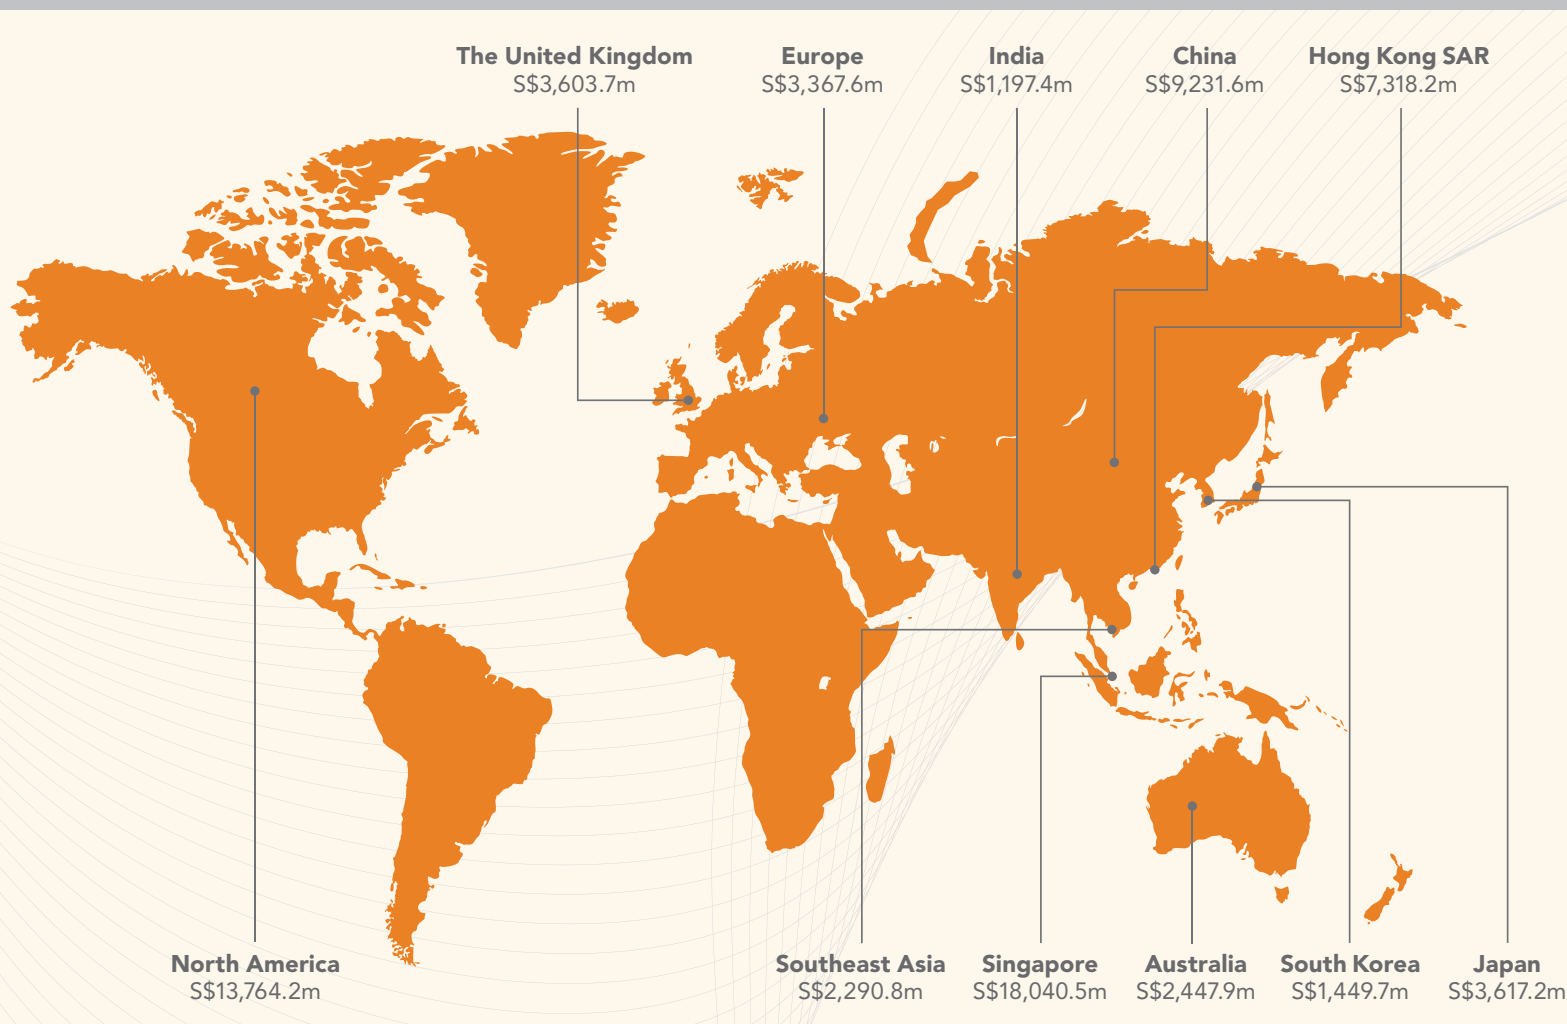 The United Kingdom
S$3,603.7m
Europe
S$3,367.6m
India
S$1,197.4m
China
S$9,231.6m
Hong Kong SAR
S$7,318.2m
North America
S$13,764.2m
Southeast Asia
S$2,290.8m
Singapore
S$18,040.5m
Australia
S$2,447.9m
South Korea
S$1,449.7m
Japan
S$3,617.2m